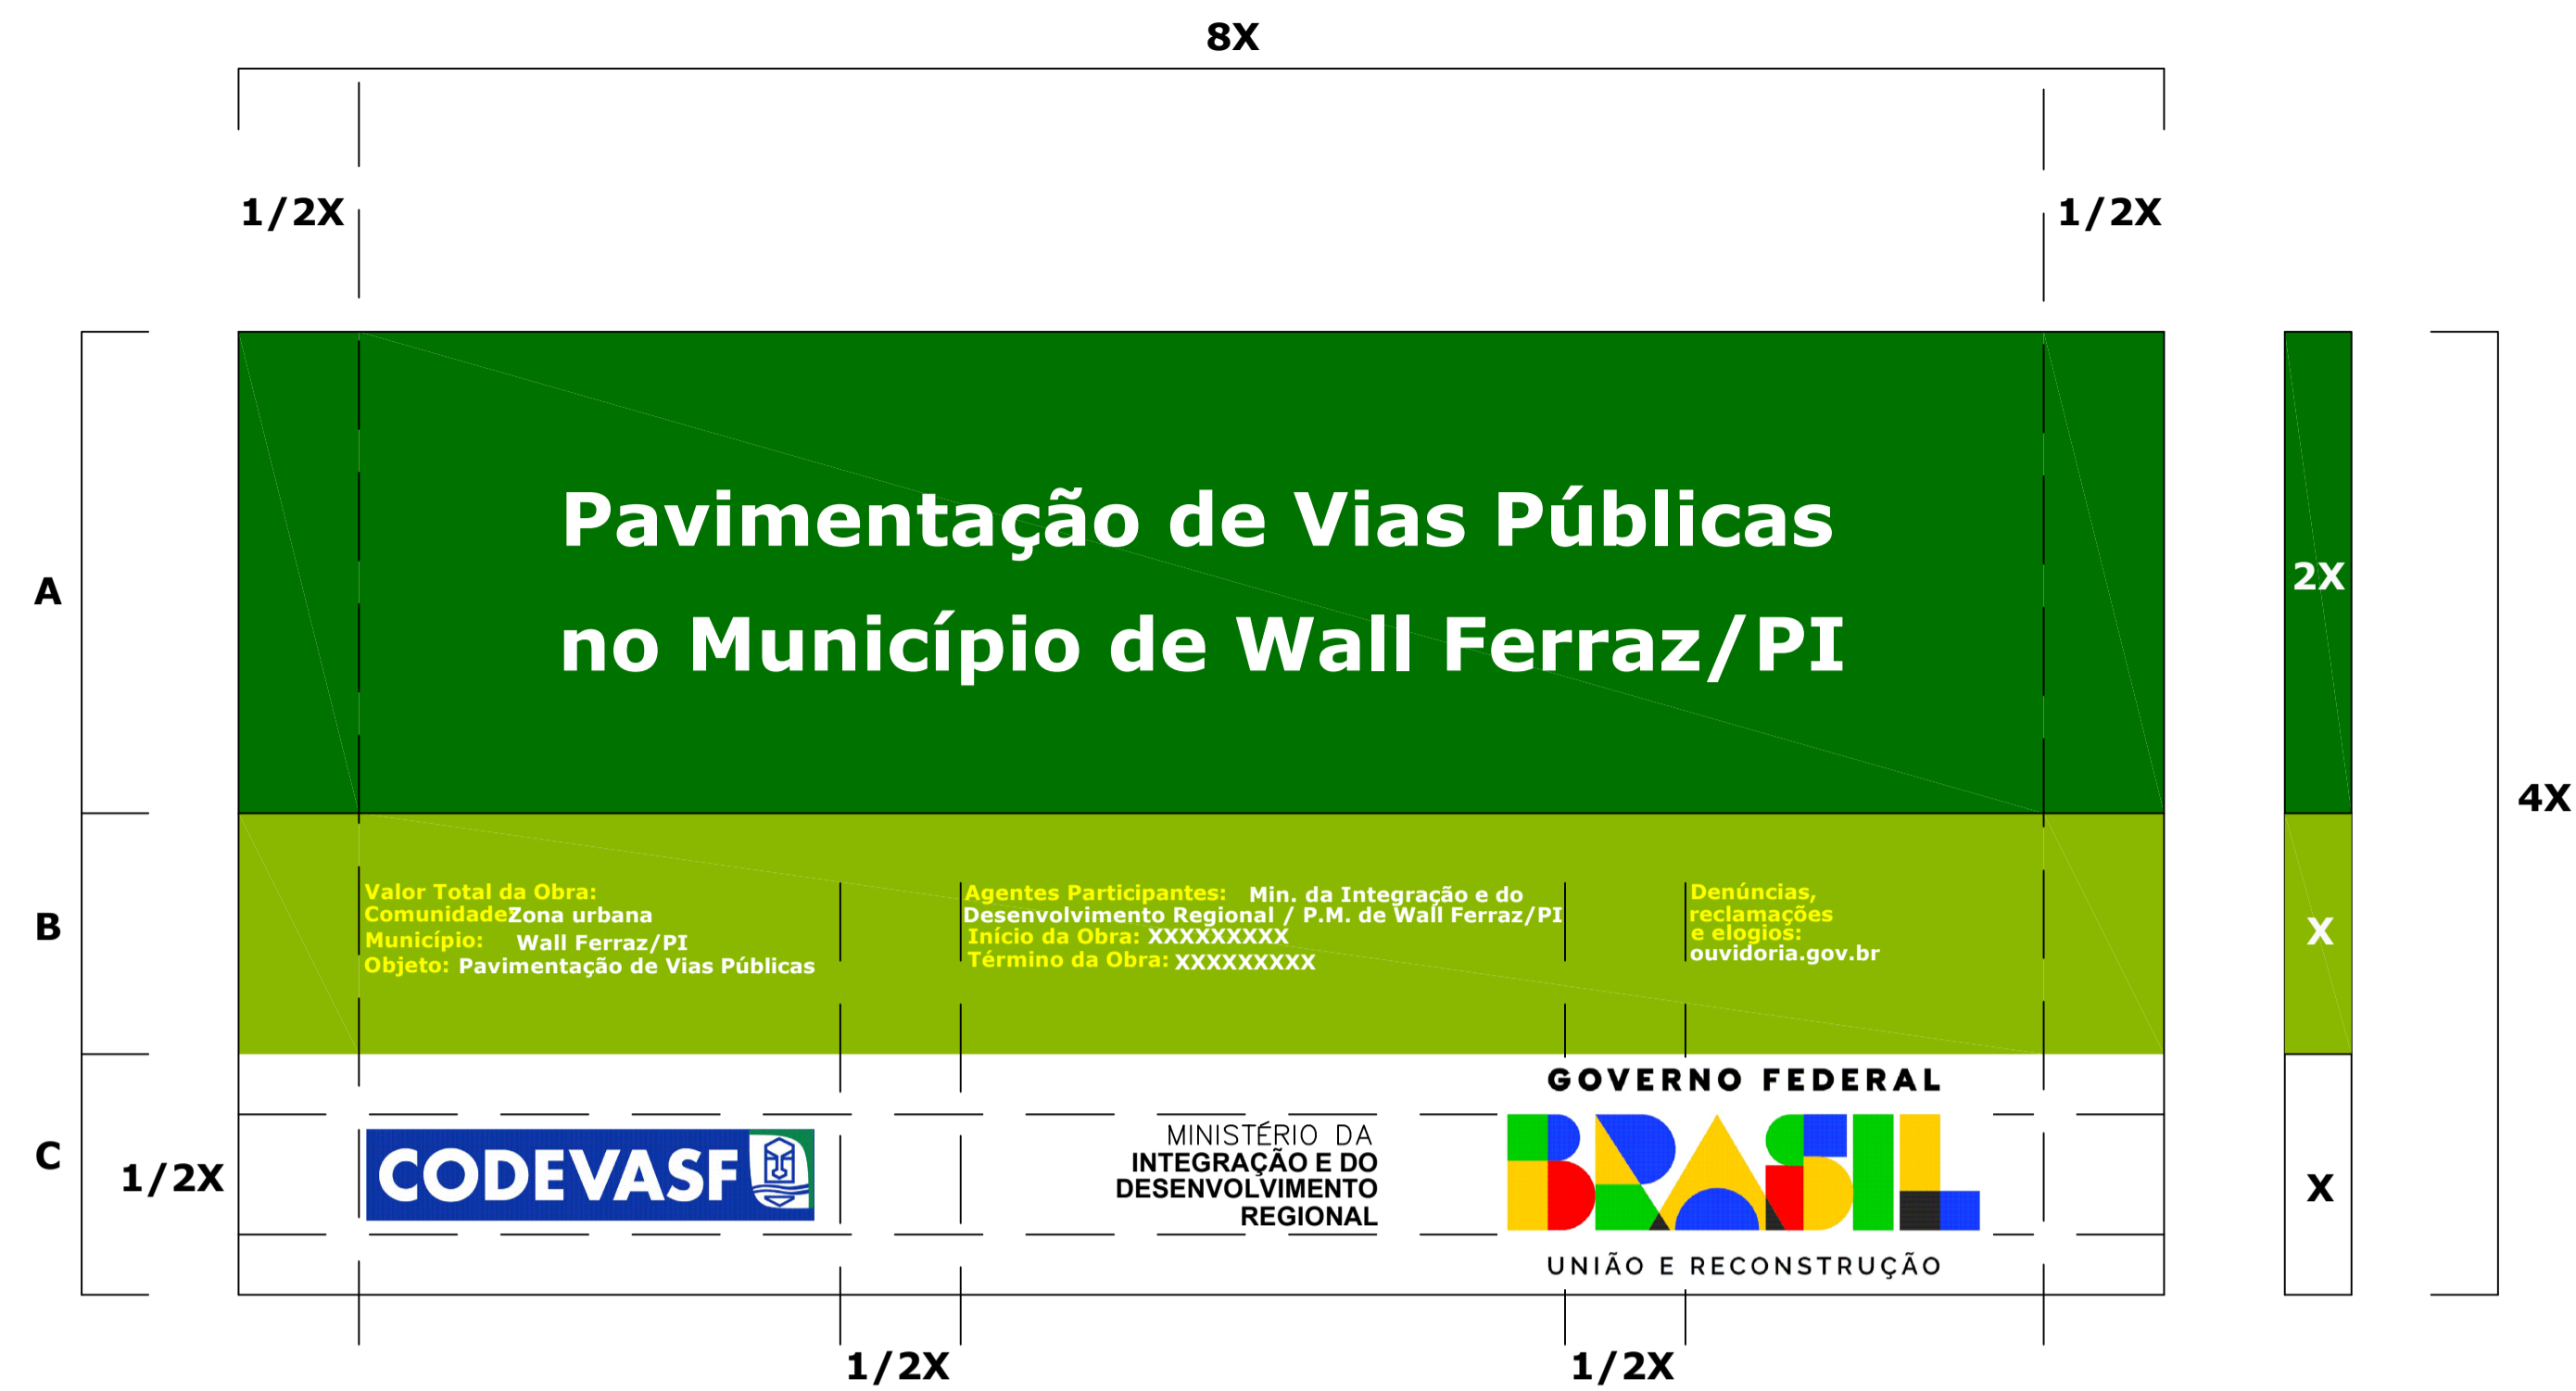 8X
1/2X
1/2X
A
Pavimentação de Vias Públicas
no Município de Wall Ferraz/PI
2X
4X
B
Valor Total da Obra:
Comunidade: Zona urbana
Município: Wall Ferraz/PI
Objeto: Pavimentação de Vias Públicas
Agentes Participantes: Min. da Integração e do
Desenvolvimento Regional / P.M. de Wall Ferraz/PI
Início da Obra: XXXXXXXXX
Término da Obra: XXXXXXXXX
Denúncias,
reclamações
e elogios:
ouvidoria.gov.br
X
C
1/2X
CODEVASF
MINISTÉRIO DA
INTEGRAÇÃO E DO
DESENVOLVIMENTO
REGIONAL
GOVERNO FEDERAL
BRASIL
UNIÃO E RECONSTRUÇÃO
X
1/2X
1/2X